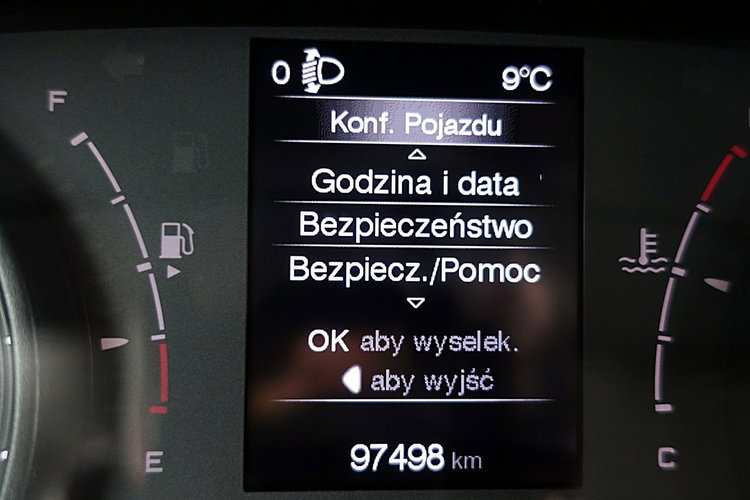 0 9°C
F
Konf. Pojazdu
Godzina i data
Bezpieczeństwo
Bezpiecz./Pomoc
OK aby wyselek.
aby wyjść
97498 km
E C